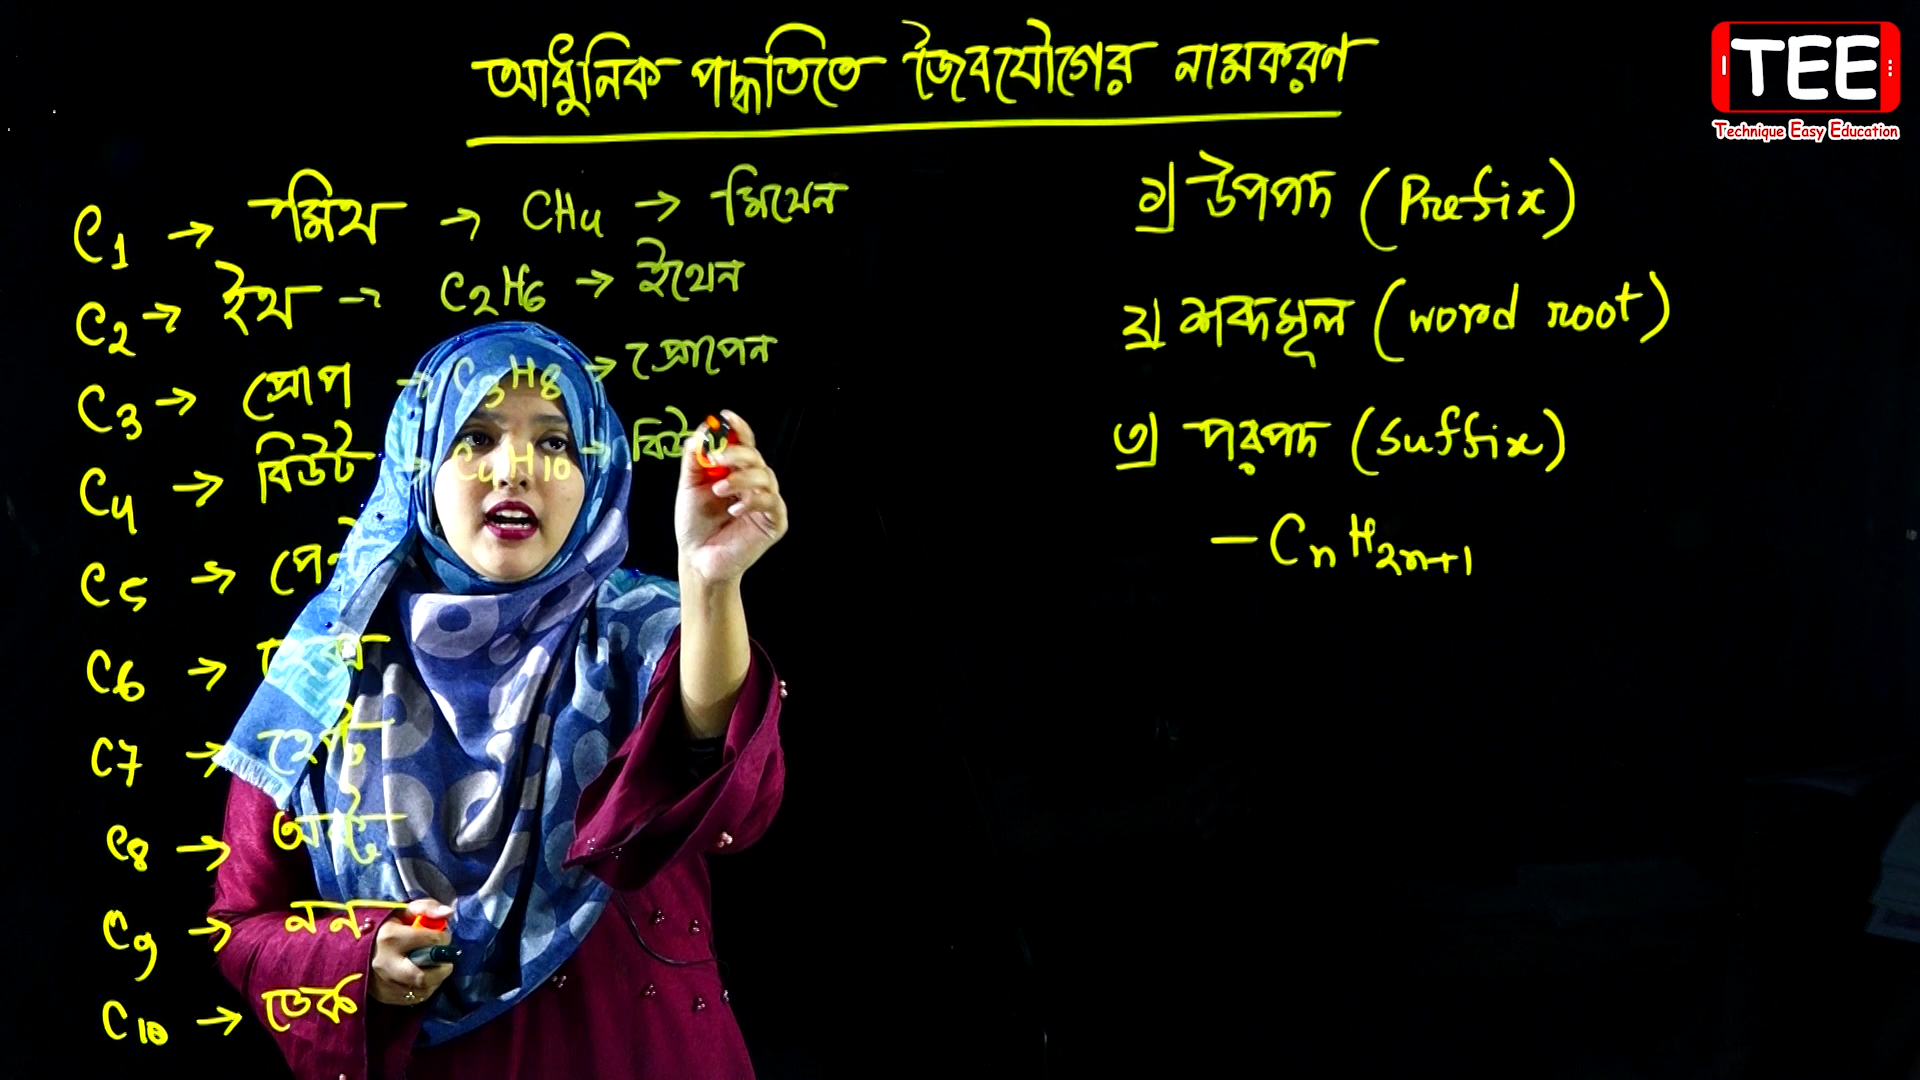 আধুনিক পদ্ধতিতে জৈবযৌগের নামকরণ
TEE
Technique Easy Education
C1 → মিথ → CH4 → মিথেন
C2 → ইথ → C2H6 → ইথেন
C3 → প্রোপ → C3H8 → প্রোপেন
C4 → বিউট → C4H10 →
C5 →
C6 →
C7 → হেপ্ট
C8 → অক্ট
C9 → নন
C10 → ডেক
১) উপপদ (Prefix)
২) শব্দমূল (word root)
৩) পরপদ (suffix)
– CnH2n+1